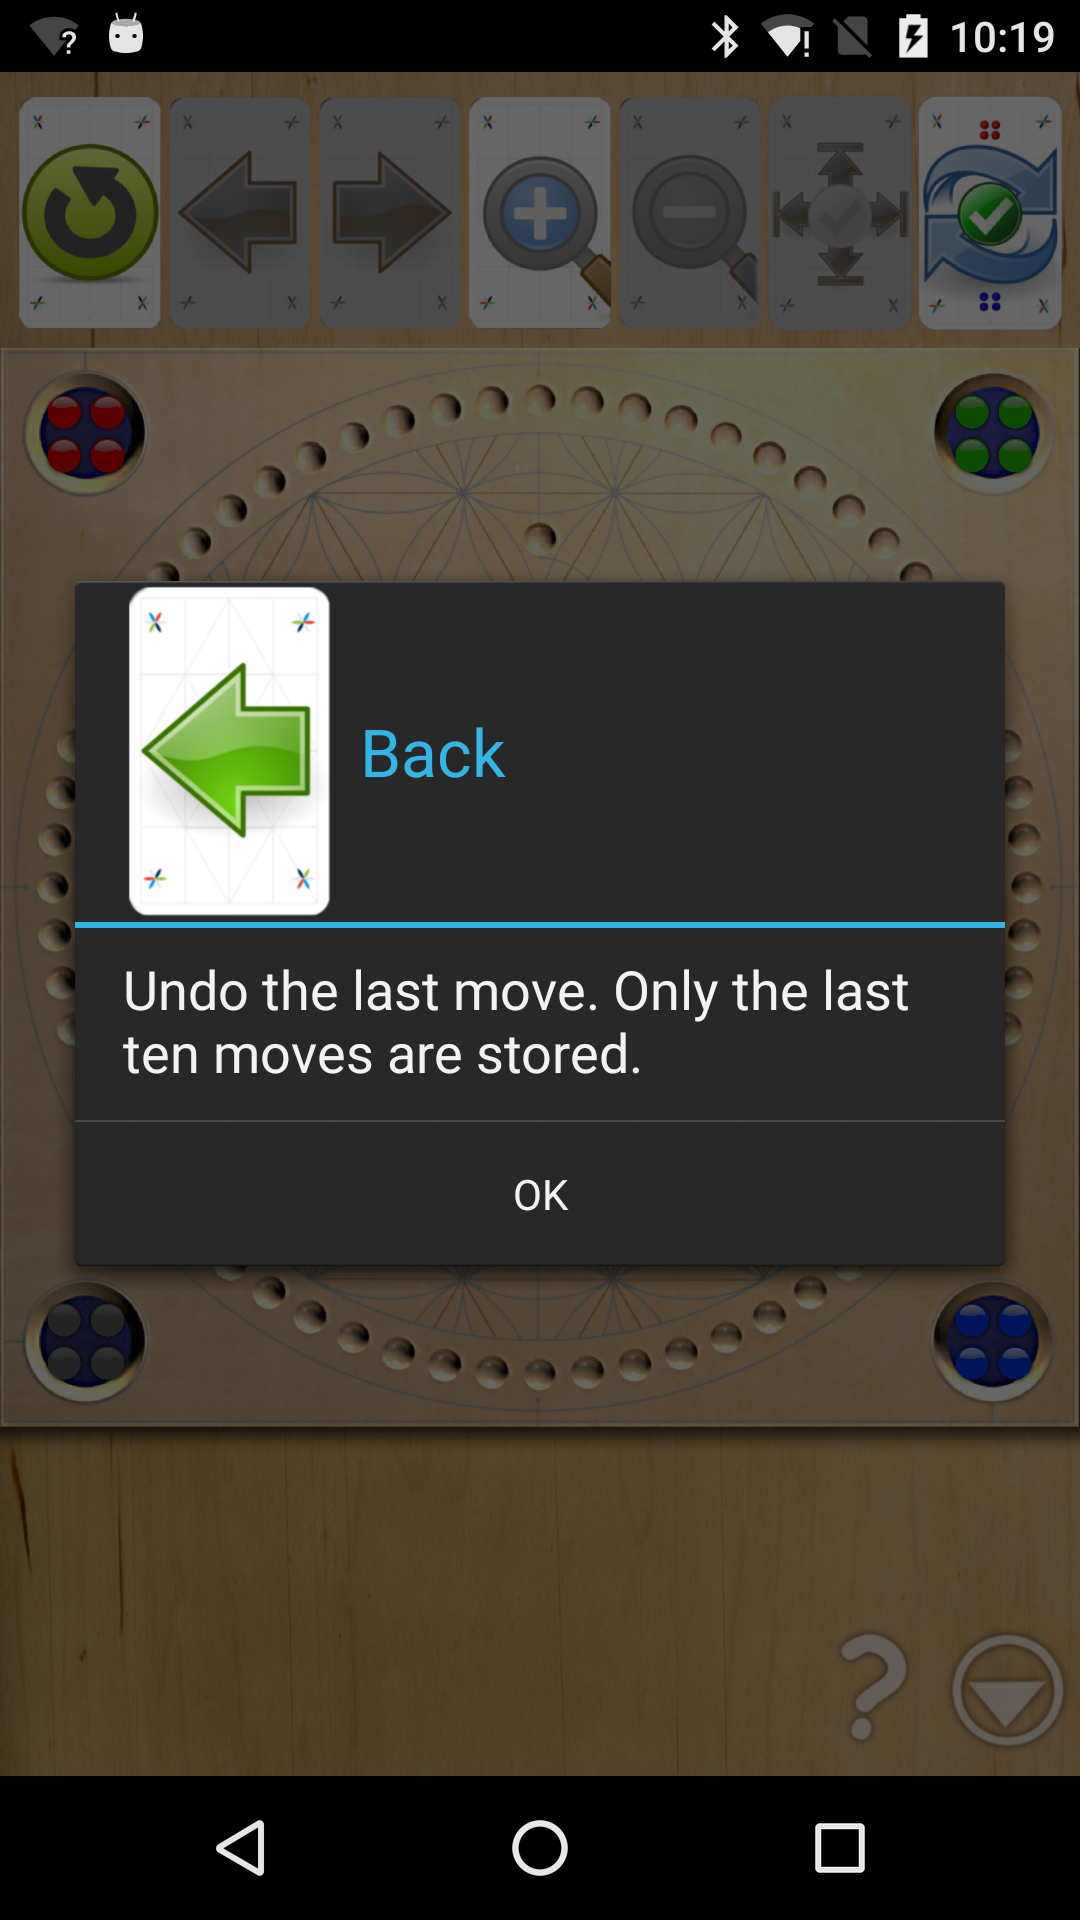 10:19
Back
Undo the last move. Only the last
ten moves are stored.
OK